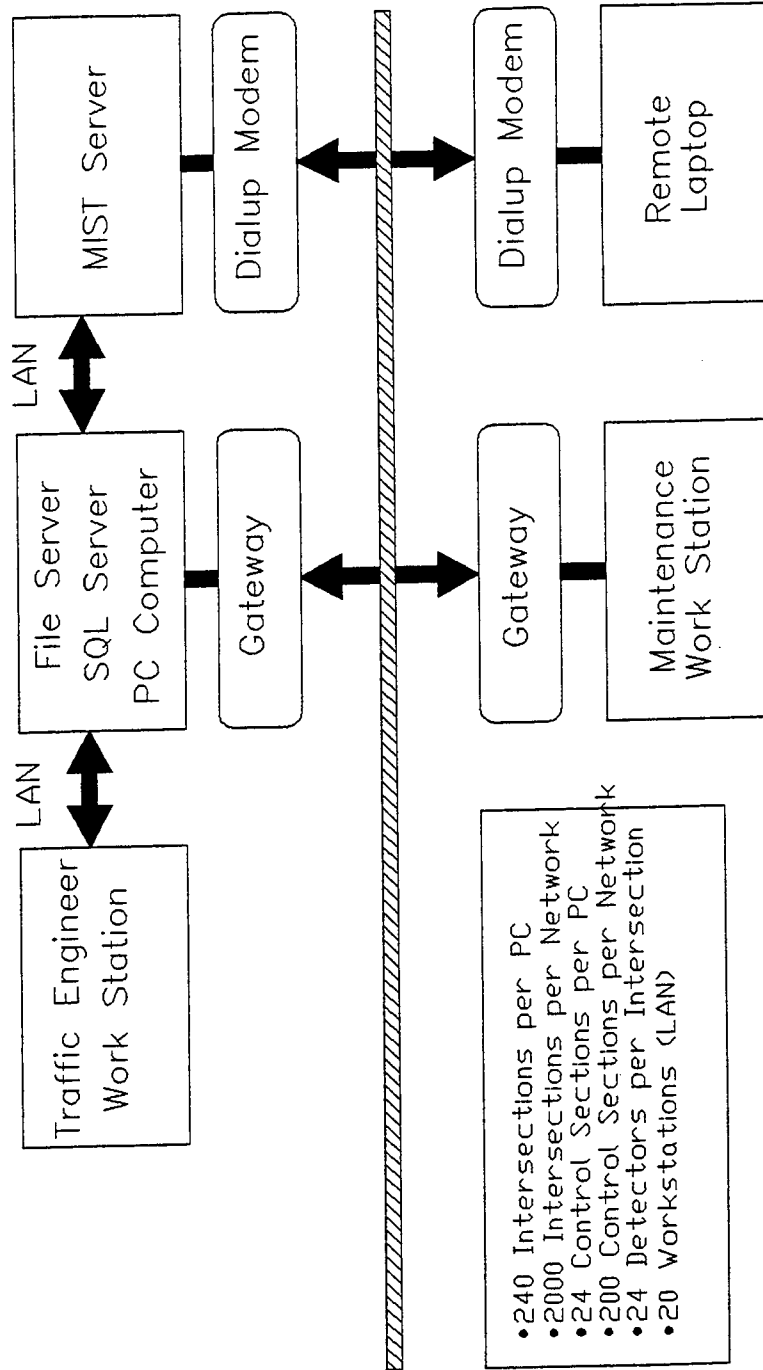 Traffic Engineer
Work Station
LAN
File Server
SQL Server
PC Computer
LAN
MIST Server
Gateway
Dialup Modem
Gateway
Dialup Modem
Maintenance
Work Station
Remote
Laptop
•240 Intersections per PC
•2000 Intersections per Network
•24 Control Sections per PC
•200 Control Sections per Network
•24 Detectors per Intersection
•20 Workstations (LAN)